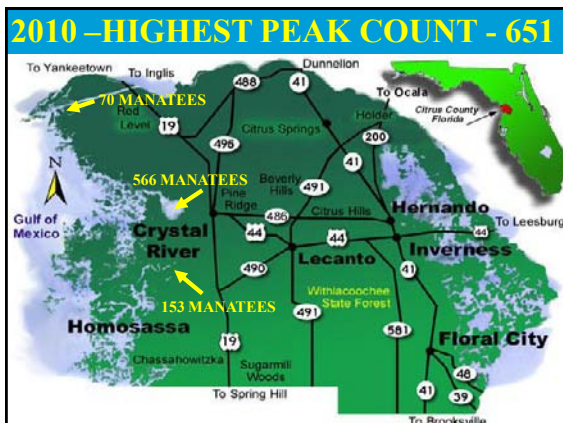 2010 –HIGHEST PEAK COUNT - 651
To Yankeetown
To Inglis
Dunnellon
488
41
To Ocala
70 MANATEES
Red
Level
19
495
Citrus Springs
Holder
200
Citrus County
Florida
N
41
566 MANATEES
Beverly
Hills
491
Pine
Ridge
Gulf of
Mexico
486
Citrus Hills
Hernando
To Leesburg
Crystal
River
44
44
44
Lecanto
Inverness
490
41
153 MANATEES
Withlacoochee
State Forest
Homosassa
491
581
19
Floral City
Chassahowitzka
Sugarmill
Woods
48
41
39
To Spring Hill
To Brooksville